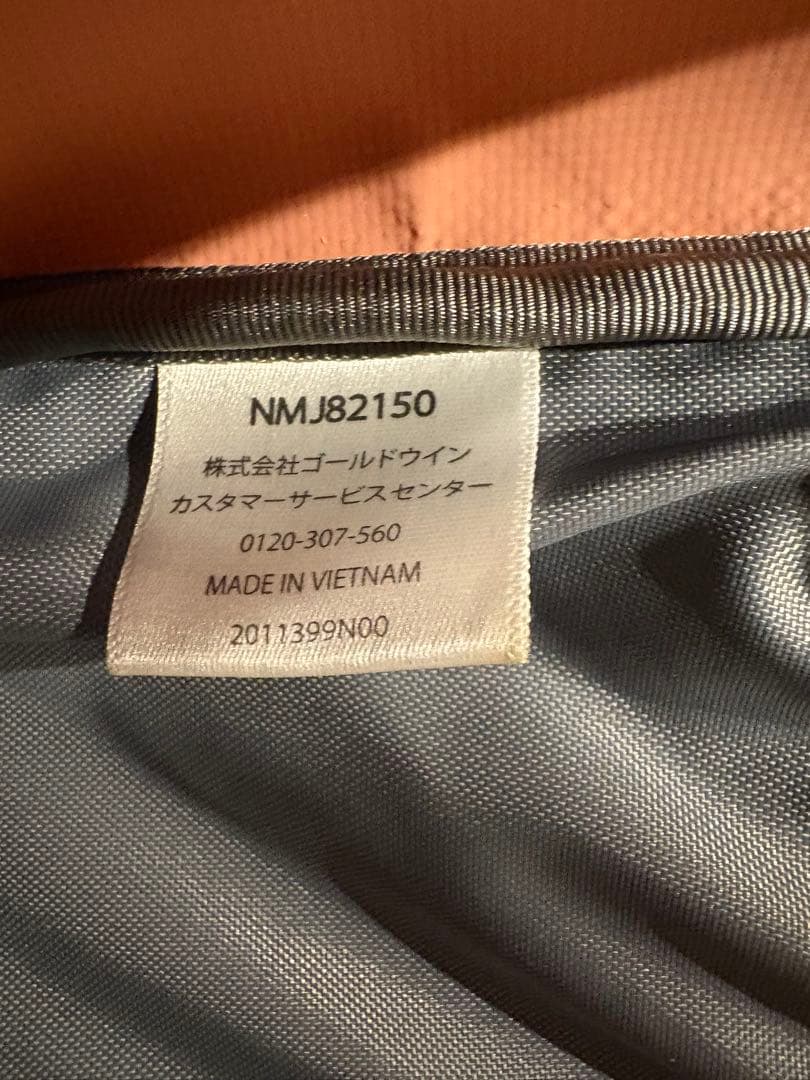 NMJ82150
株式会社ゴールドウイン
カスタマーサービスセンター
0120-307-560
MADE IN VIETNAM
2011399N00